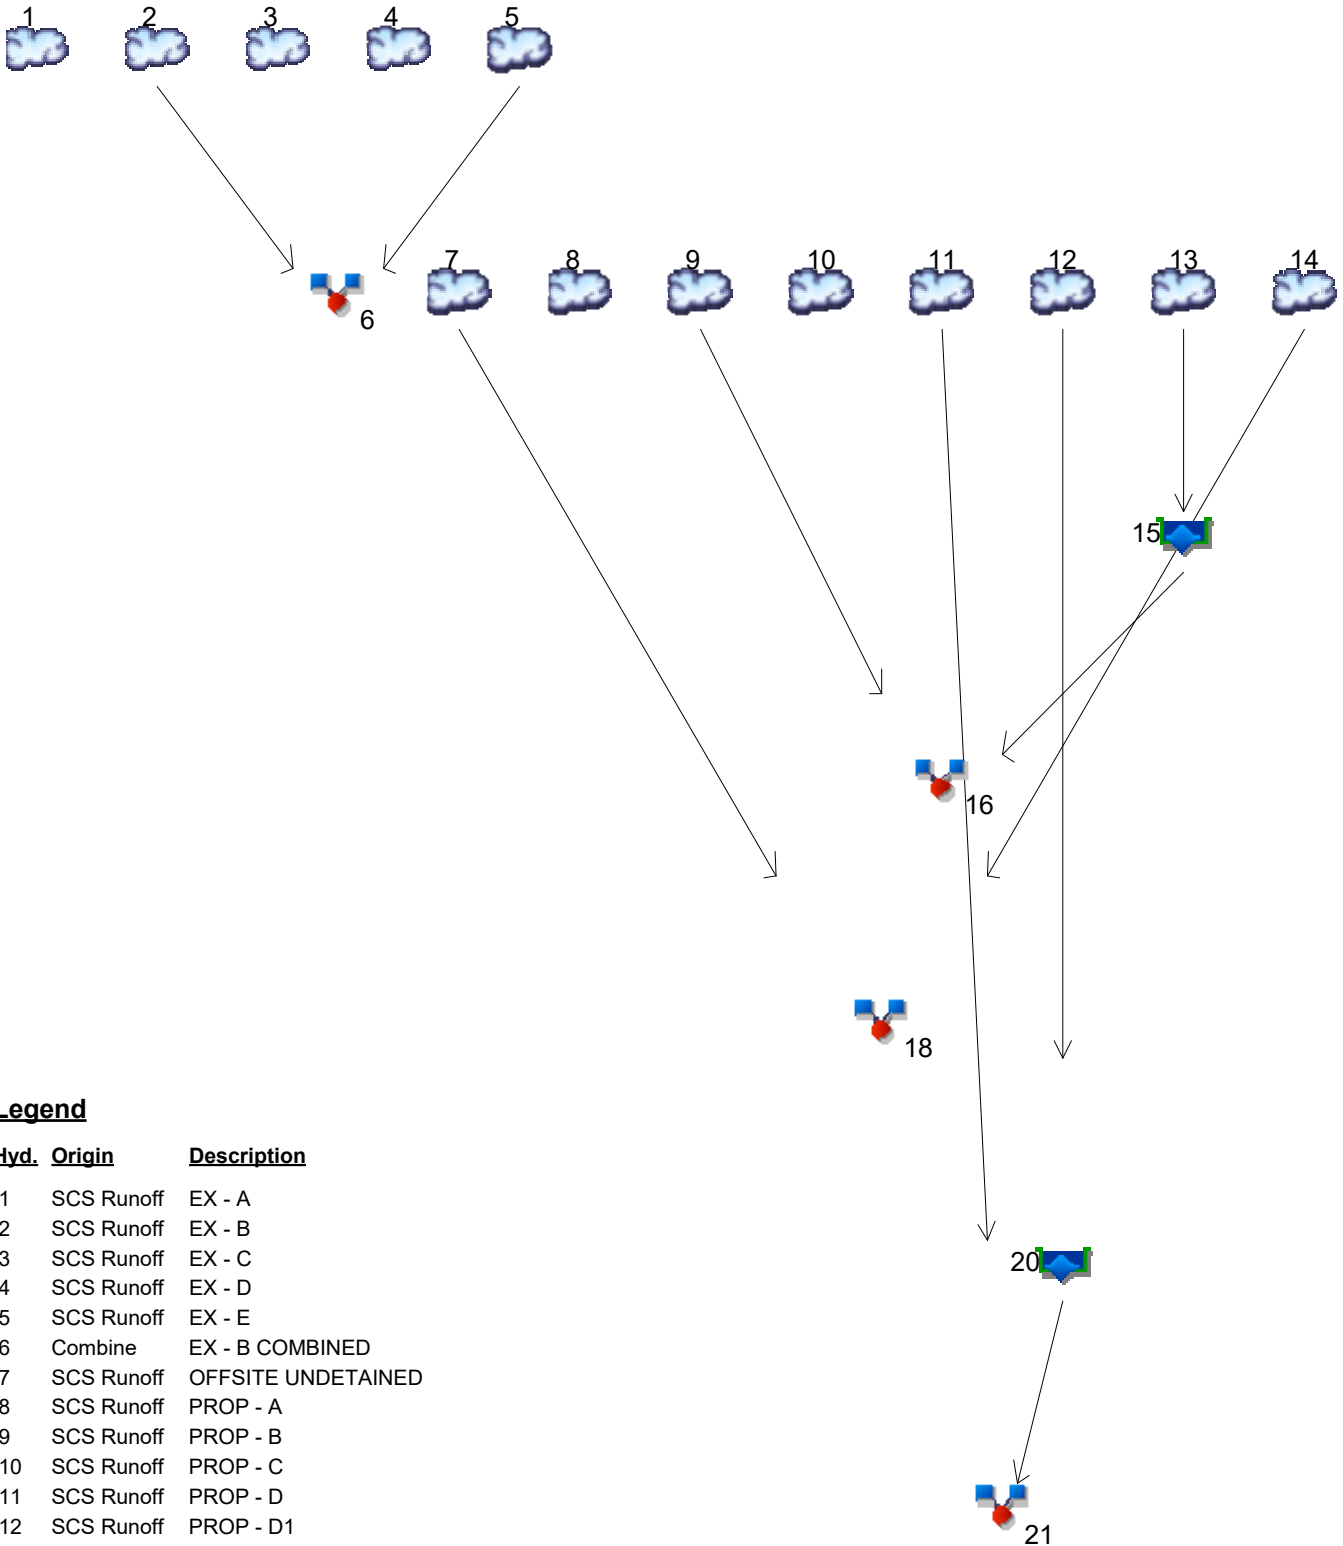 1 2 3 4 5
6 7 8 9 10 11 12 13 14
15
16
18
Legend
Hyd. Origin Description
1 SCS Runoff EX - A
2 SCS Runoff EX - B
3 SCS Runoff EX - C
4 SCS Runoff EX - D
5 SCS Runoff EX - E
6 Combine EX - B COMBINED
7 SCS Runoff OFFSITE UNDETAINED
8 SCS Runoff PROP - A
9 SCS Runoff PROP - B
10 SCS Runoff PROP - C
11 SCS Runoff PROP - D
12 SCS Runoff PROP - D1
20
21